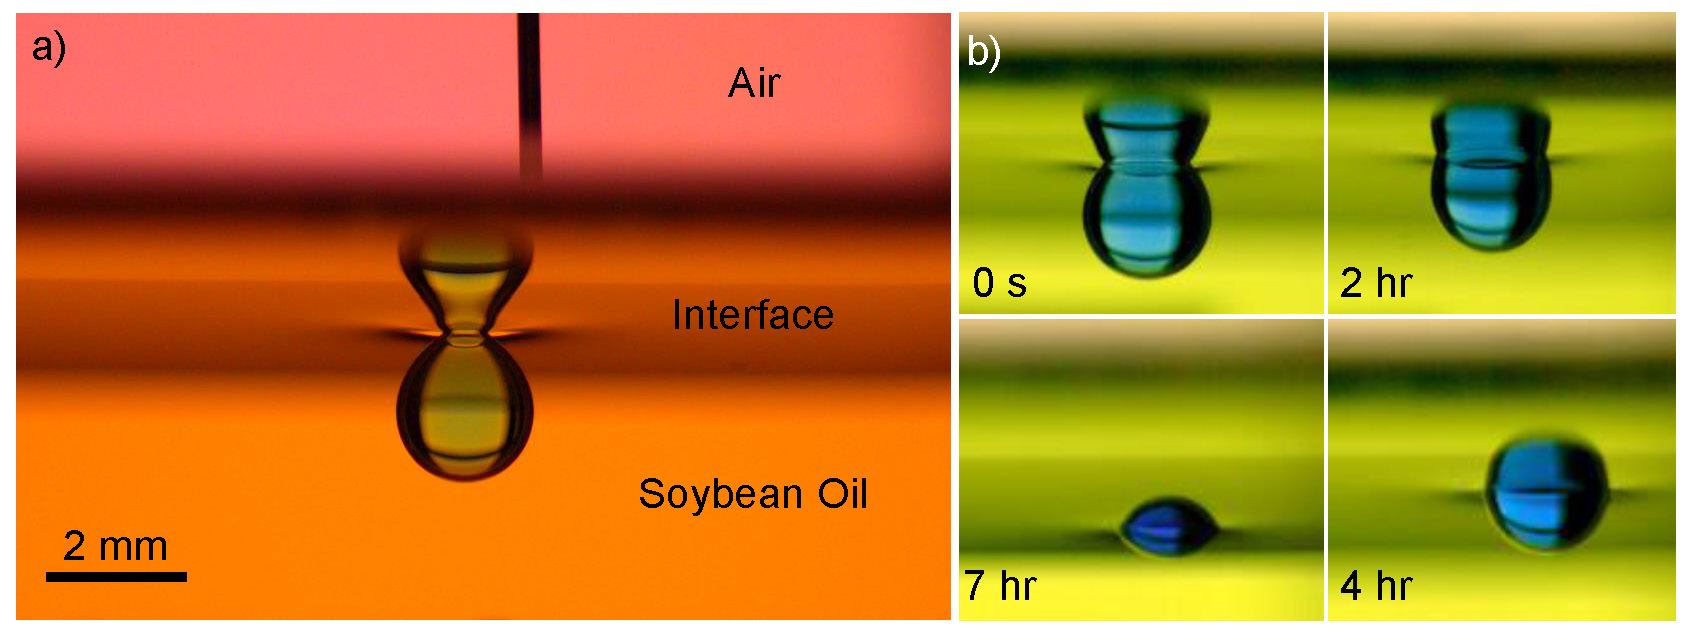 a)
Air
Interface
Soybean Oil
2 mm
b)
0 s
2 hr
7 hr
4 hr